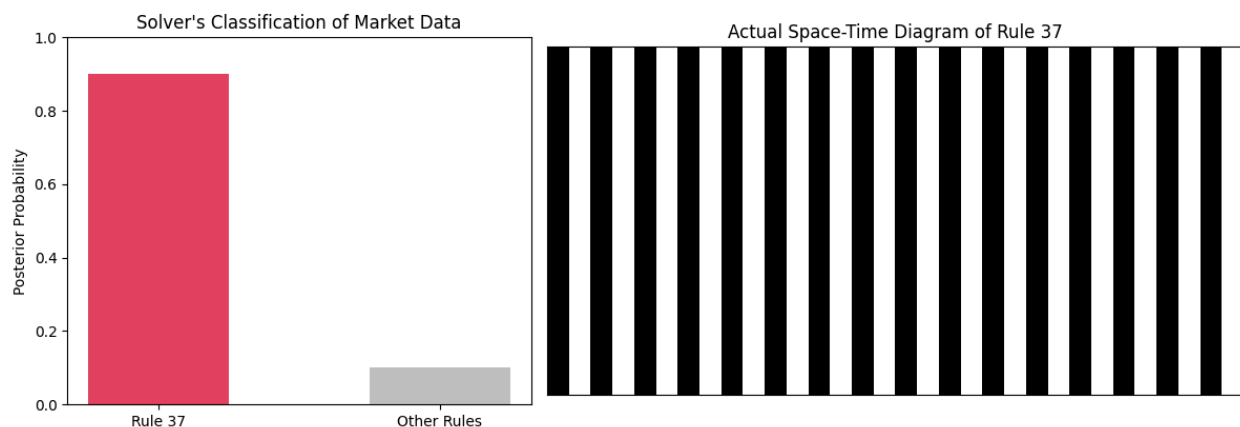 Solver's Classification of Market Data
Posterior Probability
1.0
0.8
0.6
0.4
0.2
0.0
Rule 37
Other Rules
Actual Space-Time Diagram of Rule 37